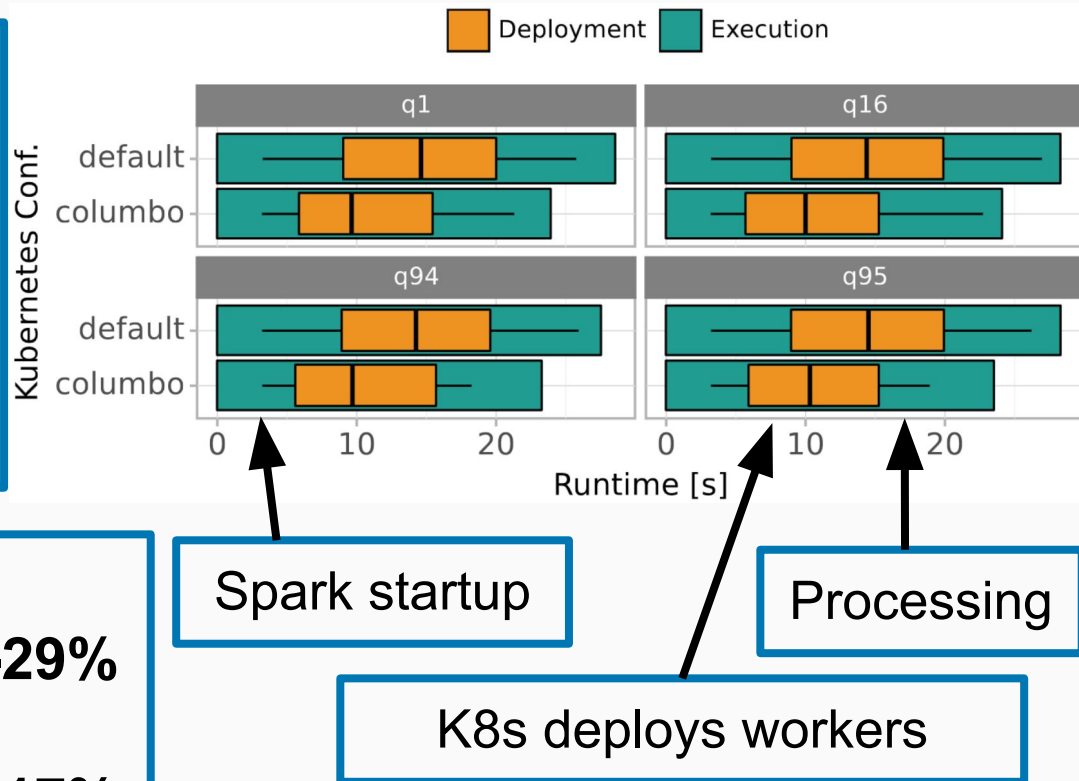 Deployment Execution
q1 q16
Kubernetes Conf.
default
columbo
q94 q95
default
columbo
0 10 20 0 10 20
Runtime [s]
Spark startup
Processing
29%
K8s deploys workers